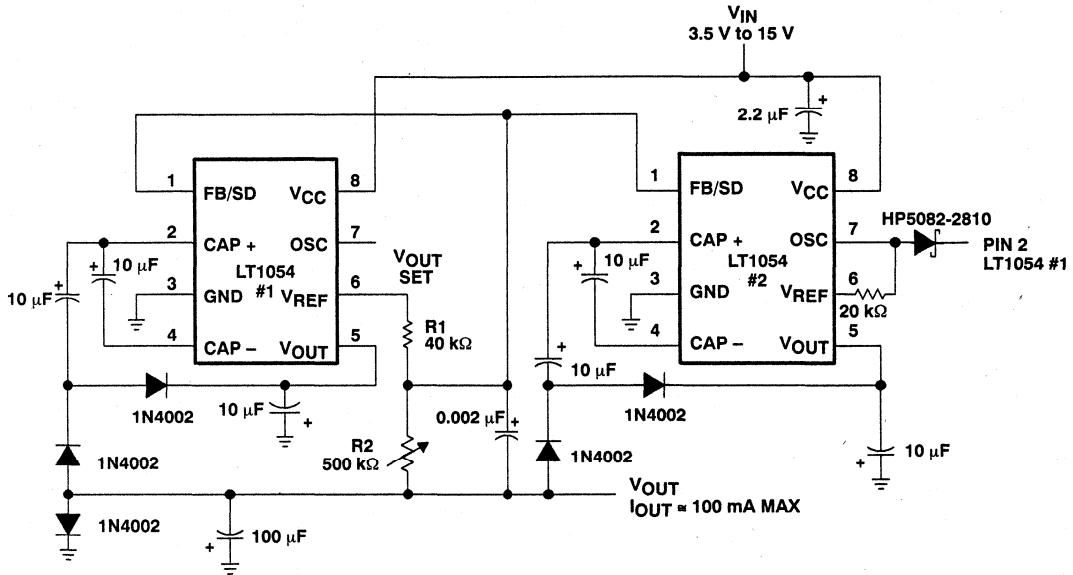 VIN
3.5 V to 15 V
2.2 µF
+
1
FB/SD
VCC
8
2
CAP +
OSC
7
LT1054
#1
3
GND
VREF
6
4
CAP –
VOUT
5
10 µF
+
10 µF
+
VOUT
SET
R1
40 kΩ
1N4002
10 µF
+
R2
500 kΩ
0.002 µF
+
1N4002
1N4002
100 µF
+
1
FB/SD
VCC
8
2
CAP +
OSC
7
LT1054
#2
3
GND
VREF
6
4
CAP –
VOUT
5
10 µF
+
HP5082-2810
PIN 2
LT1054 #1
20 kΩ
+
10 µF
1N4002
1N4002
10 µF
+
VOUT
IOUT ≈ 100 mA MAX